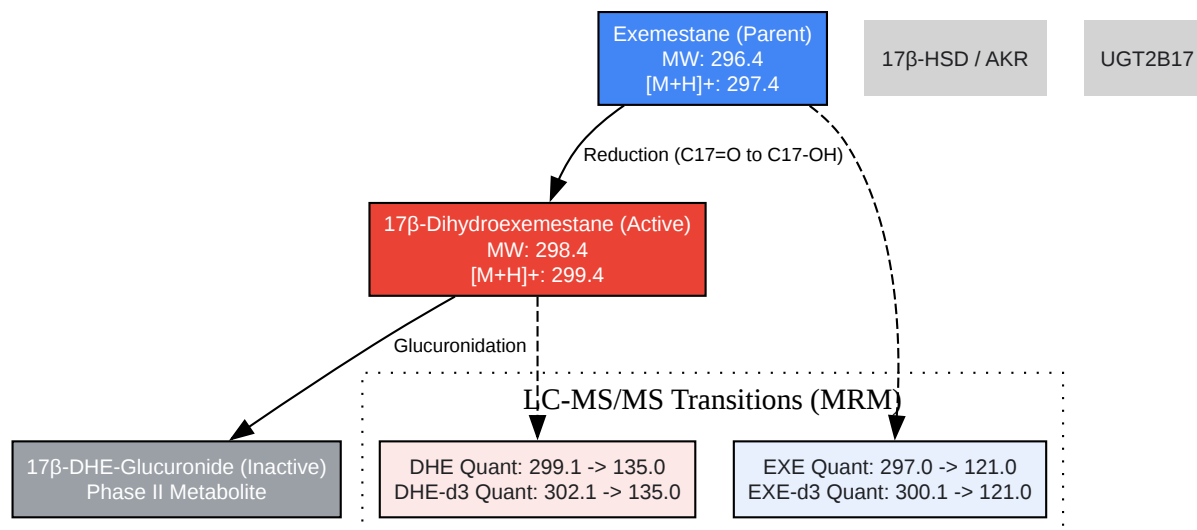 Exemestane (Parent)
MW: 296.4
[M+H]+: 297.4
17β-HSD / AKR
UGT2B17
Reduction (C17=O to C17-OH)
17β-Dihydroexemestane (Active)
MW: 298.4
[M+H]+: 299.4
Glucuronidation
LC-MS/MS Transitions (MRM)
17β-DHE-Glucuronide (Inactive)
Phase II Metabolite
DHE Quant: 299.1 -> 135.0
DHE-d3 Quant: 302.1 -> 135.0
EXE Quant: 297.0 -> 121.0
EXE-d3 Quant: 300.1 -> 121.0